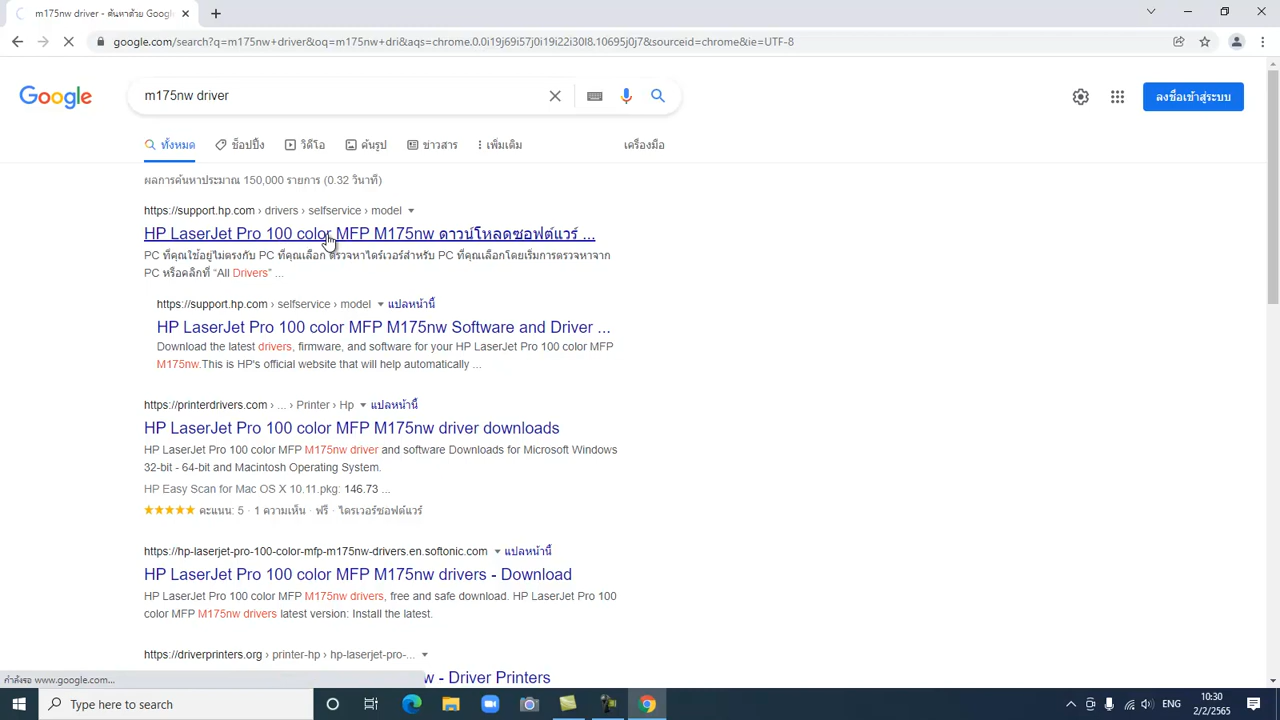 m175nw driver - ค้นหาด้วย Googl
google.com/search?q=m175nw+driver&oq=m175nw+dri&aqs=chrome.0.0i19j69i57j0i19i22i30l8.10695j0j7&sourceid=chrome&ie=UTF-8
Google
m175nw driver
ลงชื่อเข้าสู่ระบบ
ทั้งหมด
ช็อปปิ้ง
วิดีโอ
ค้นรูป
ข่าวสาร
เพิ่มเติม
เครื่องมือ
ผลการค้นหาประมาณ 150,000 รายการ (0.32 วินาที)
https://support.hp.com › drivers › selfservice › model
HP LaserJet Pro 100 color MFP M175nw ดาวน์โหลดซอฟต์แวร์ ...
PC ที่คุณใช้อยู่ไม่ตรงกับ PC ที่คุณเลือก ตรวจหาไดร์เวอร์สำหรับ PC ที่คุณเลือกโดยเริ่มการตรวจหาจาก
PC หรือคลิกที่ “All Drivers” ...
https://support.hp.com › selfservice › model แปลหน้านี้
HP LaserJet Pro 100 color MFP M175nw Software and Driver ...
Download the latest drivers, firmware, and software for your HP LaserJet Pro 100 color MFP
M175nw.This is HP's official website that will help automatically ...
https://printerdrivers.com › ... › Printer › Hp แปลหน้านี้
HP LaserJet Pro 100 color MFP M175nw driver downloads
HP LaserJet Pro 100 color MFP M175nw driver and software Downloads for Microsoft Windows
32-bit - 64-bit and Macintosh Operating System.
HP Easy Scan for Mac OS X 10.11.pkg: 146.73 ...
คะแนน: 5 · 1 ความเห็น · ฟรี · ไดรเวอร์ซอฟต์แวร์
https://hp-laserjet-pro-100-color-mfp-m175nw-drivers.en.softonic.com แปลหน้านี้
HP LaserJet Pro 100 color MFP M175nw drivers - Download
HP LaserJet Pro 100 color MFP M175nw drivers, free and safe download. HP LaserJet Pro 100
color MFP M175nw drivers latest version: Install the latest.
https://driverprinters.org › printer-hp › hp-laserjet-pro-...
w - Driver Printers
กำลังรอ www.google.com...
Type here to search
ENG
10:30
2/2/2565